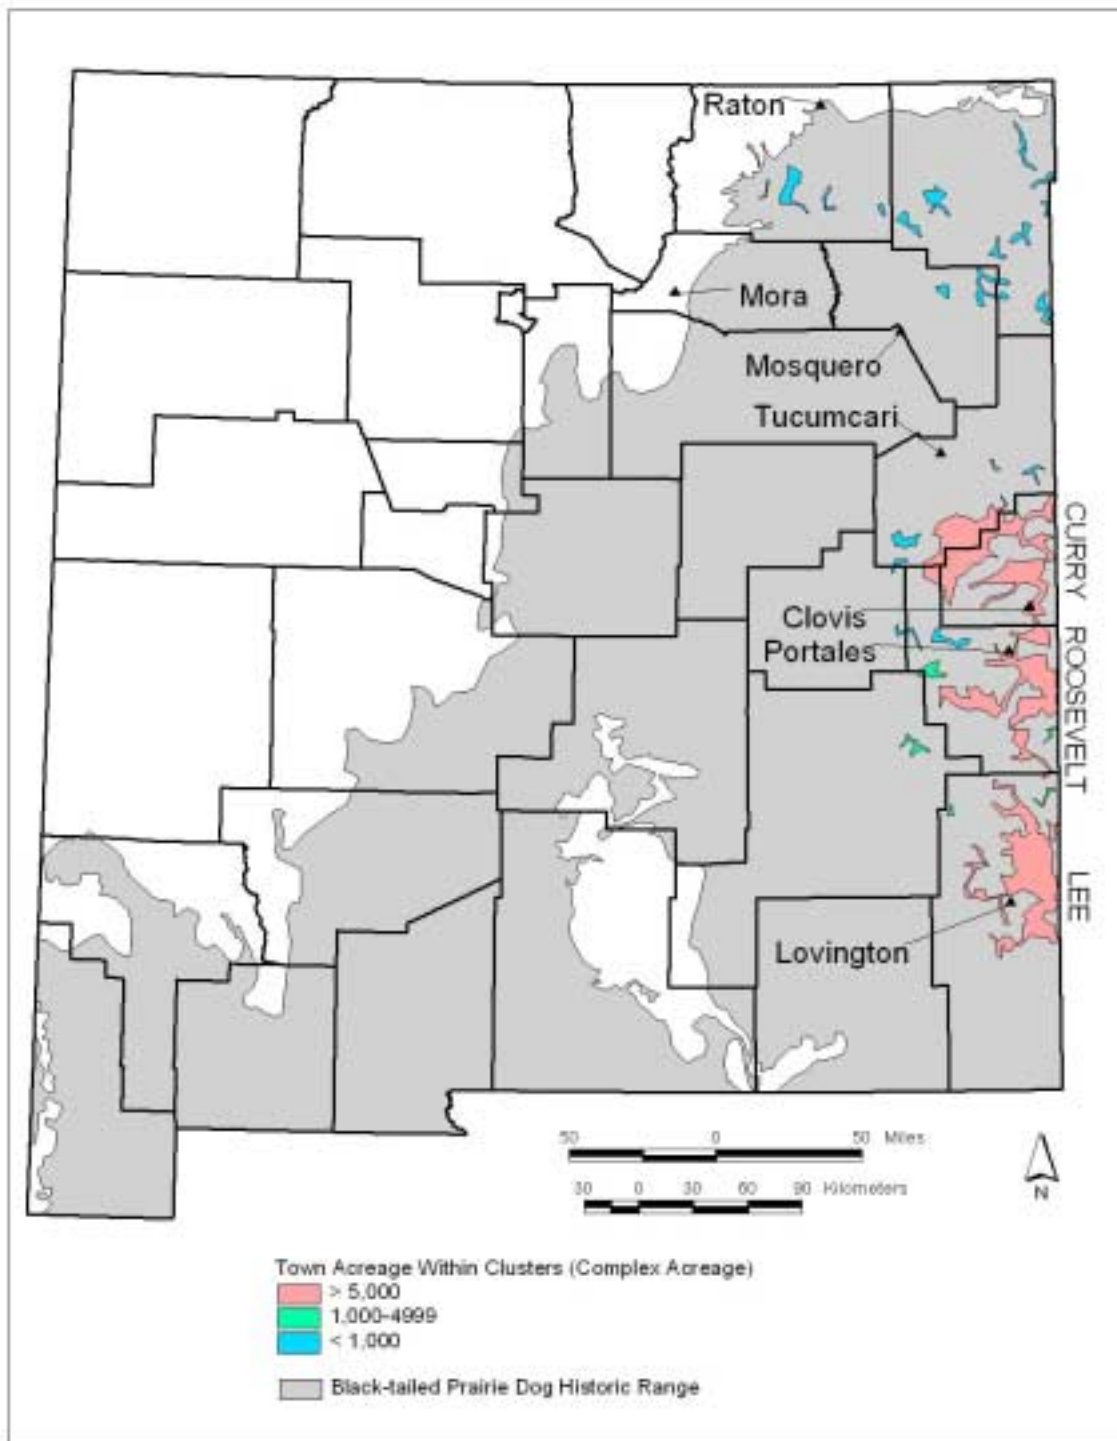 Raton
Mora
Mosquero
Tucumcari
CURRY
Clovis
Portales
ROOSEVELT
LEE
Lovington
50 0 50 Miles
30 0 30 60 90 Kilometers
N
Town Acreage Within Clusters (Complex Acreage)
> 5,000
1,000-4999
< 1,000
Black-tailed Prairie Dog Historic Range